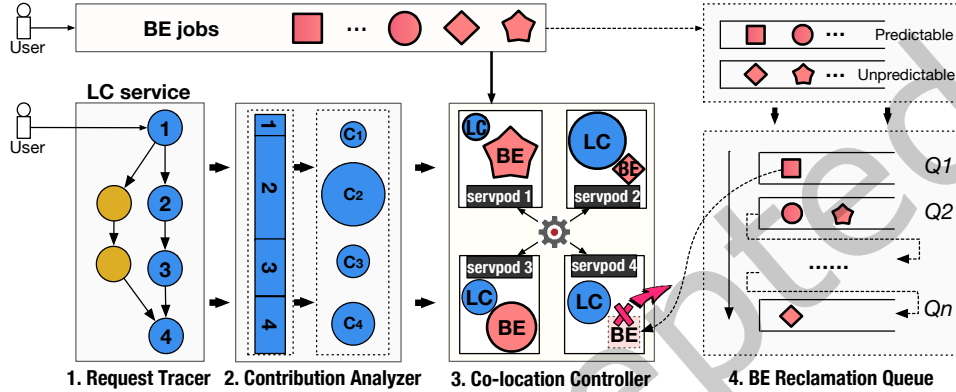 User
BE jobs
...
Predictable
...
Unpredictable
...
LC service
User
1
2
3
4
1
2
3
4
C1
C2
C3
C4
LC
BE
servpod 1
LC
BE
servpod 2
servpod 3
LC
BE
servpod 4
LC
BE
Q1
Q2
......
Qn
1. Request Tracer
2. Contribution Analyzer
3. Co-location Controller
4. BE Reclamation Queue